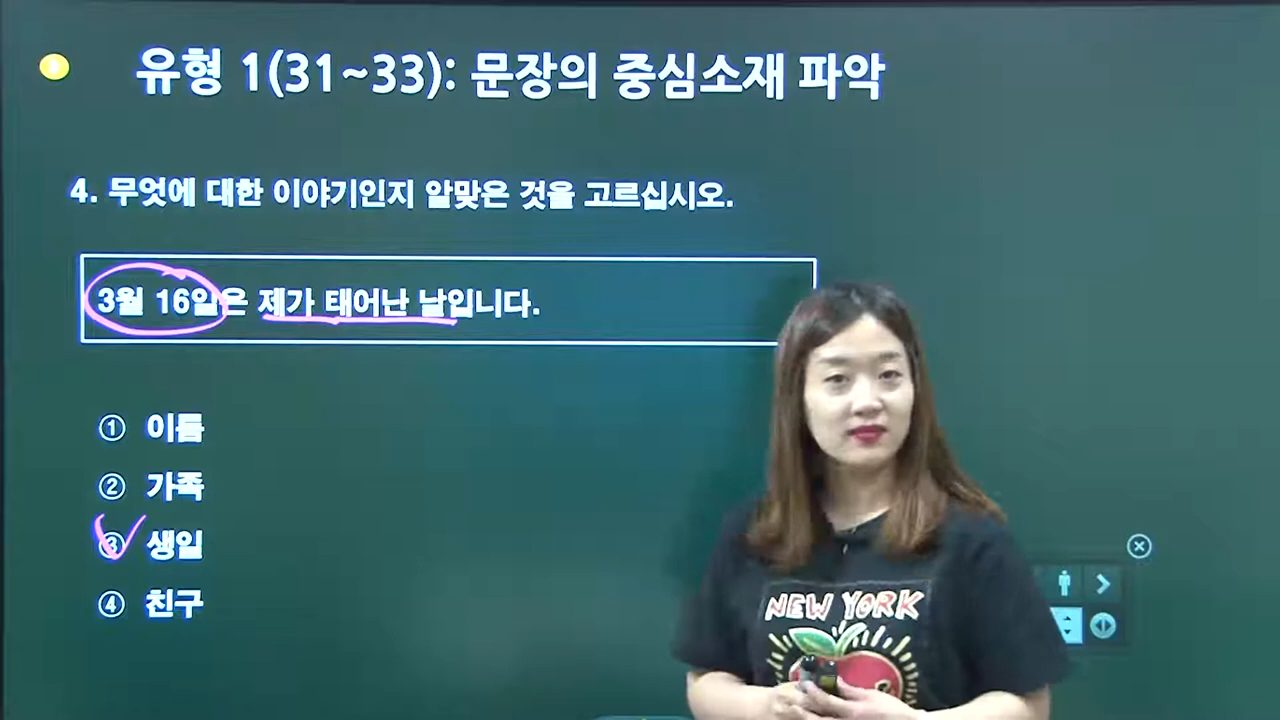 유형 1(31~33): 문장의 중심소재 파악
4. 무엇에 대한 이야기인지 알맞은 것을 고르십시오.
3월 16일은 제가 태어난 날입니다.
① 이름
② 가족
③ 생일
④ 친구
NEW YORK